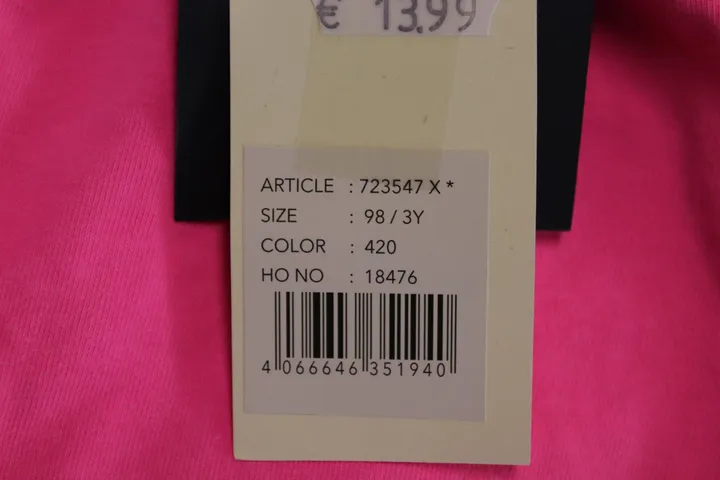 € 13.99
ARTICLE : 723547 X *
SIZE : 98 / 3Y
COLOR : 420
HO NO : 18476
4 066646 351940